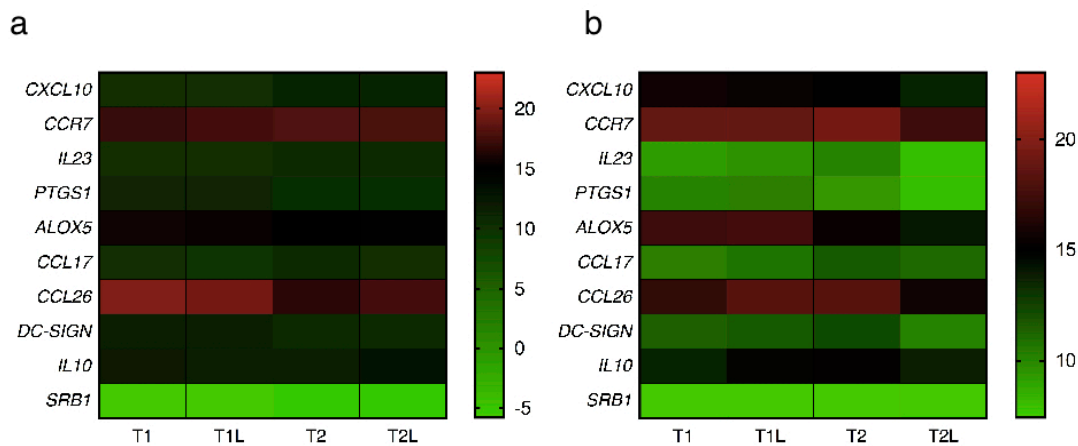 a
b
CXCL10
CCR7
IL23
PTGS1
ALOX5
CCL17
CCL26
DC-SIGN
IL10
SRB1
T1 T1L T2 T2L
20
15
10
5
0
-5
CXCL10
CCR7
IL23
PTGS1
ALOX5
CCL17
CCL26
DC-SIGN
IL10
SRB1
T1 T1L T2 T2L
20
15
10